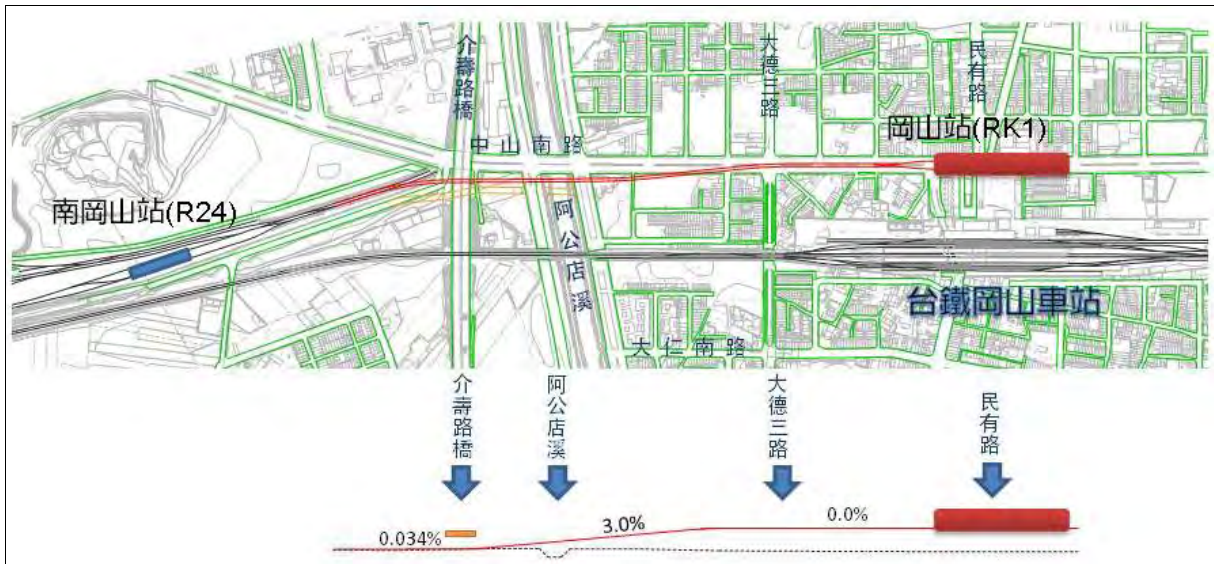 介壽路橋
大德三路
民有路
岡山站(RK1)
中山南路
南岡山站(R24)
阿公店溪
台鐵岡山車站
大仁南路
介壽路橋
阿公店溪
大德三路
民有路
0.034%
3.0%
0.0%